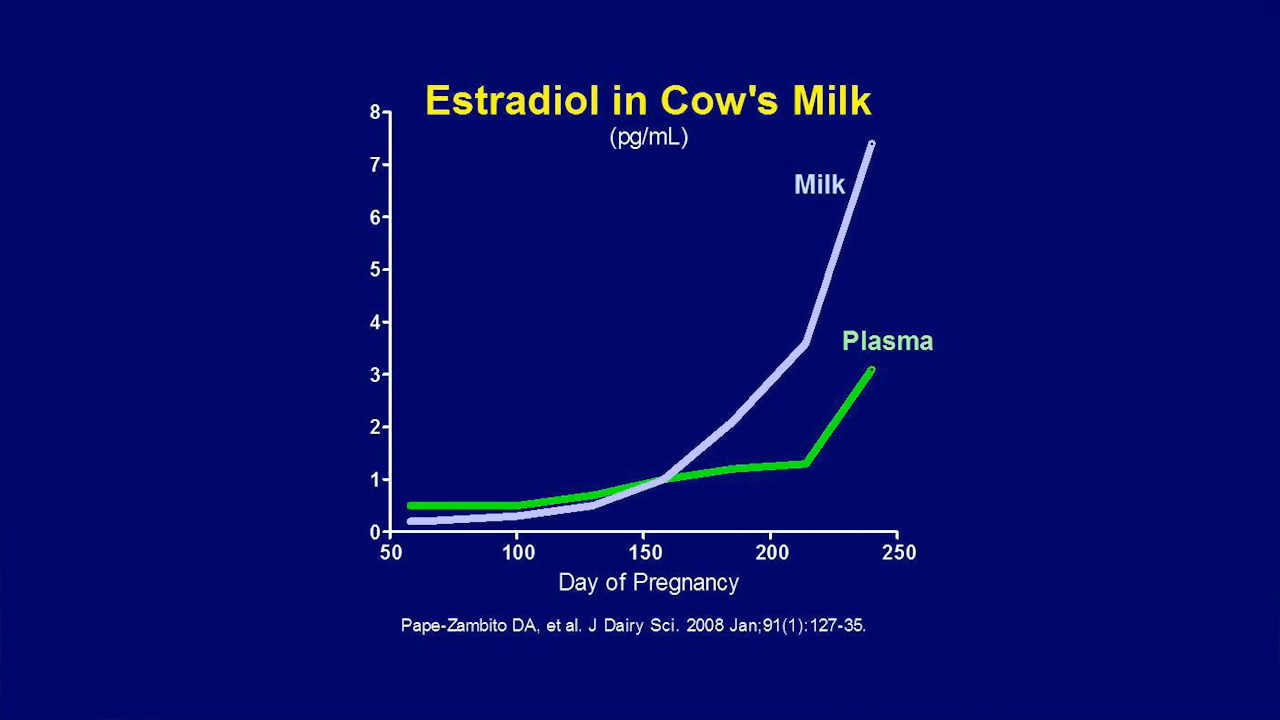 Estradiol in Cow's Milk
(pg/mL)
8
7
6
5
4
3
2
1
0
Milk
Plasma
50 100 150 200 250
Day of Pregnancy
Pape-Zambito DA, et al. J Dairy Sci. 2008 Jan;91(1):127-35.